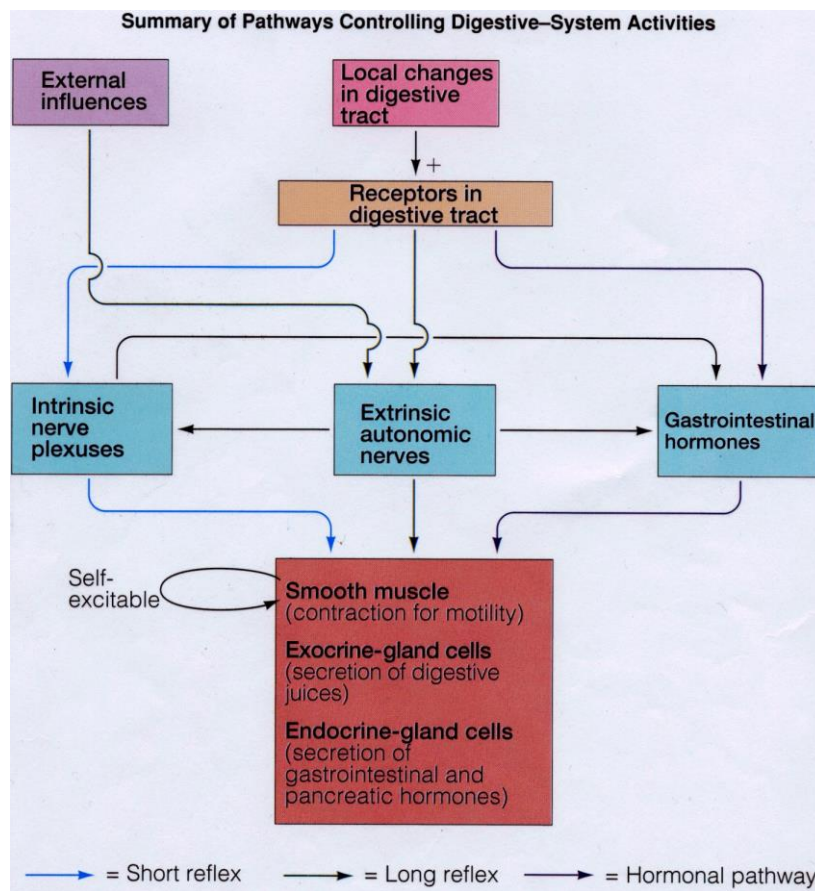 Summary of Pathways Controlling Digestive–System Activities
External
influences
Local changes
in digestive
tract
+
Receptors in
digestive tract
Intrinsic
nerve
plexuses
Extrinsic
autonomic
nerves
Gastrointestinal
hormones
Self-
excitable
Smooth muscle
(contraction for motility)
Exocrine-gland cells
(secretion of digestive
juices)
Endocrine-gland cells
(secretion of
gastrointestinal and
pancreatic hormones)
= Short reflex
= Long reflex
= Hormonal pathway